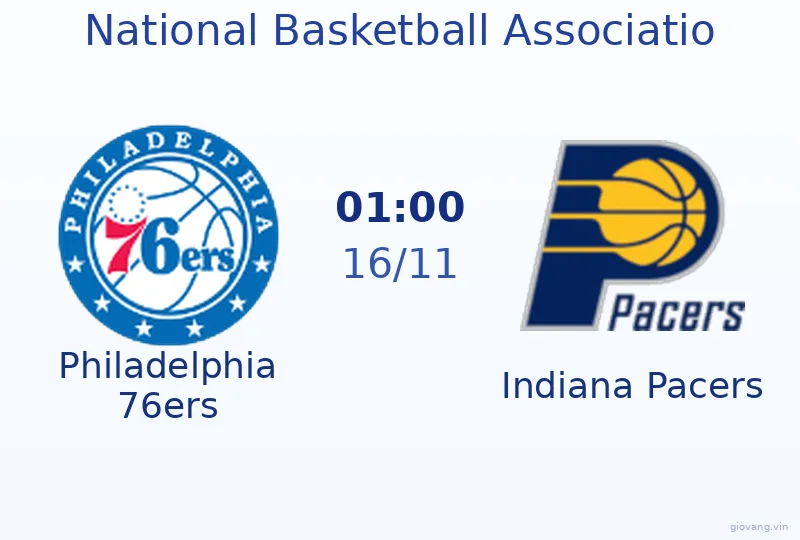 National Basketball Associatio
PHILADELPHIA
76ers
01:00
16/11
Pacers
Philadelphia
76ers
Indiana Pacers
giovang.vin